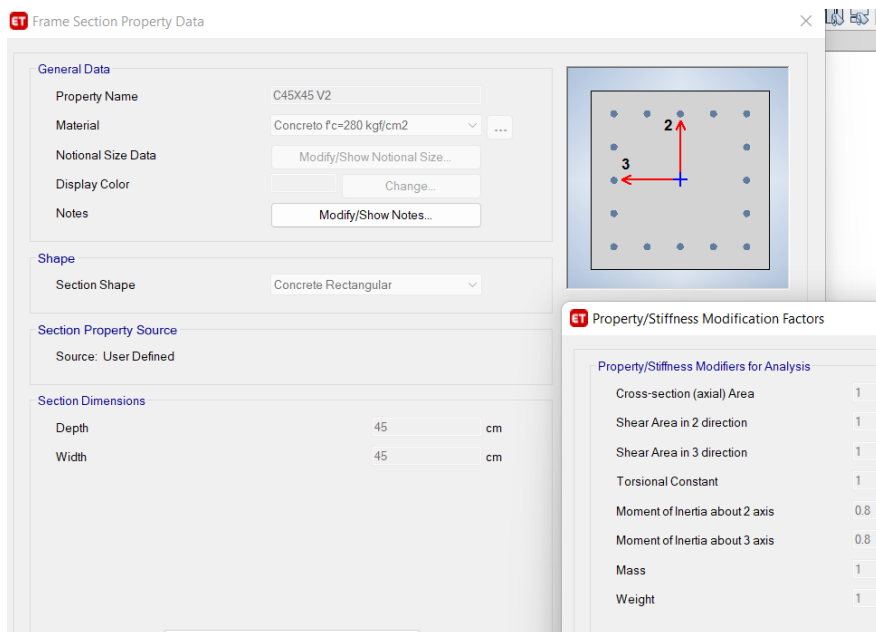 ET Frame Section Property Data
General Data
Property Name C45X45 V2
Material Concreto f'c=280 kgf/cm2 ...
Notional Size Data Modify/Show Notional Size...
Display Color Change...
Notes Modify/Show Notes...
2
3
Shape
Section Shape Concrete Rectangular
Section Property Source
Source: User Defined
Section Dimensions
Depth 45 cm
Width 45 cm
ET Property/Stiffness Modification Factors
Property/Stiffness Modifiers for Analysis
Cross-section (axial) Area 1
Shear Area in 2 direction 1
Shear Area in 3 direction 1
Torsional Constant 1
Moment of Inertia about 2 axis 0.8
Moment of Inertia about 3 axis 0.8
Mass 1
Weight 1